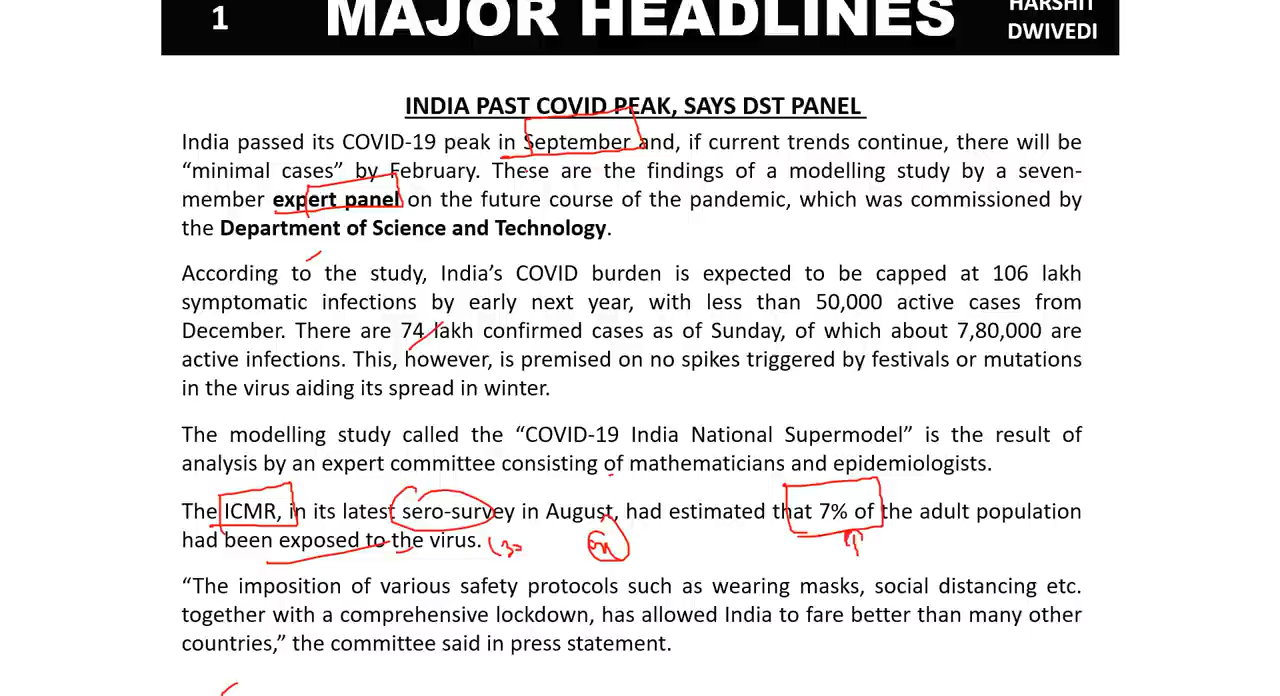 1
MAJOR HEADLINES
HARSHIT
DWIVEDI
INDIA PAST COVID PEAK, SAYS DST PANEL
India passed its COVID-19 peak in September and, if current trends continue, there will be
“minimal cases” by February. These are the findings of a modelling study by a seven-
member expert panel on the future course of the pandemic, which was commissioned by
the Department of Science and Technology.
According to the study, India’s COVID burden is expected to be capped at 106 lakh
symptomatic infections by early next year, with less than 50,000 active cases from
December. There are 74 lakh confirmed cases as of Sunday, of which about 7,80,000 are
active infections. This, however, is premised on no spikes triggered by festivals or mutations
in the virus aiding its spread in winter.
The modelling study called the “COVID-19 India National Supermodel” is the result of
analysis by an expert committee consisting of mathematicians and epidemiologists.
The ICMR, in its latest sero-survey in August, had estimated that 7% of the adult population
had been exposed to the virus.
“The imposition of various safety protocols such as wearing masks, social distancing etc.
together with a comprehensive lockdown, has allowed India to fare better than many other
countries,” the committee said in press statement.